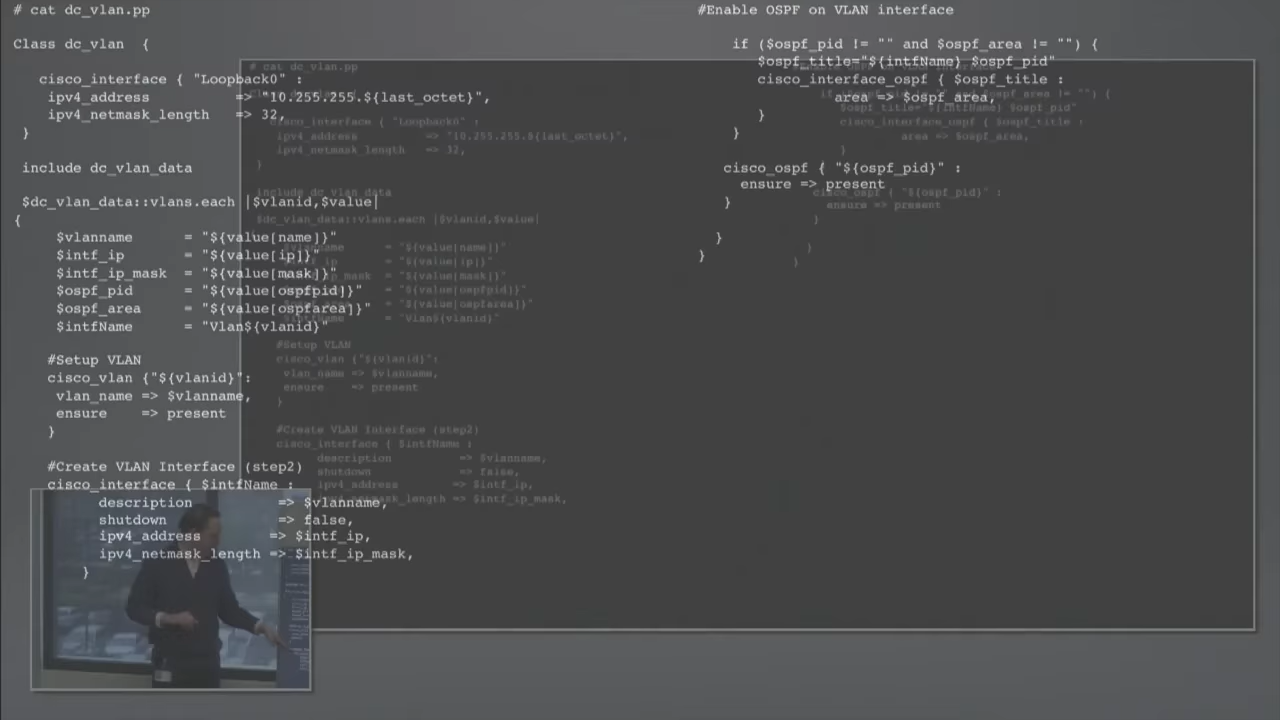 # cat dc_vlan.pp
Class dc_vlan {
cisco_interface { "Loopback0" :
ipv4_address => "10.255.255.${last_octet}",
ipv4_netmask_length => 32,
}
include dc_vlan_data
$dc_vlan_data::vlans.each |$vlanid,$value|
{
$vlanname = "${value[name]}"
$intf_ip = "${value[ip]}"
$intf_ip_mask = "${value[mask]}"
$ospf_pid = "${value[ospfpid]}"
$ospf_area = "${value[ospfarea]}"
$intfName = "Vlan${vlanid}"
#Setup VLAN
cisco_vlan {"${vlanid}":
vlan_name => $vlanname,
ensure => present
}
#Create VLAN Interface (step2)
cisco_interface { $intfName :
description => $vlanname,
shutdown => false,
ipv4_address => $intf_ip,
ipv4_netmask_length => $intf_ip_mask,
}
#Enable OSPF on VLAN interface
if ($ospf_pid != "" and $ospf_area != "") {
$ospf_title="${intfName} $ospf_pid"
cisco_interface_ospf { $ospf_title :
area => $ospf_area,
}
}
cisco_ospf { "${ospf_pid}" :
ensure => present
}
}
}